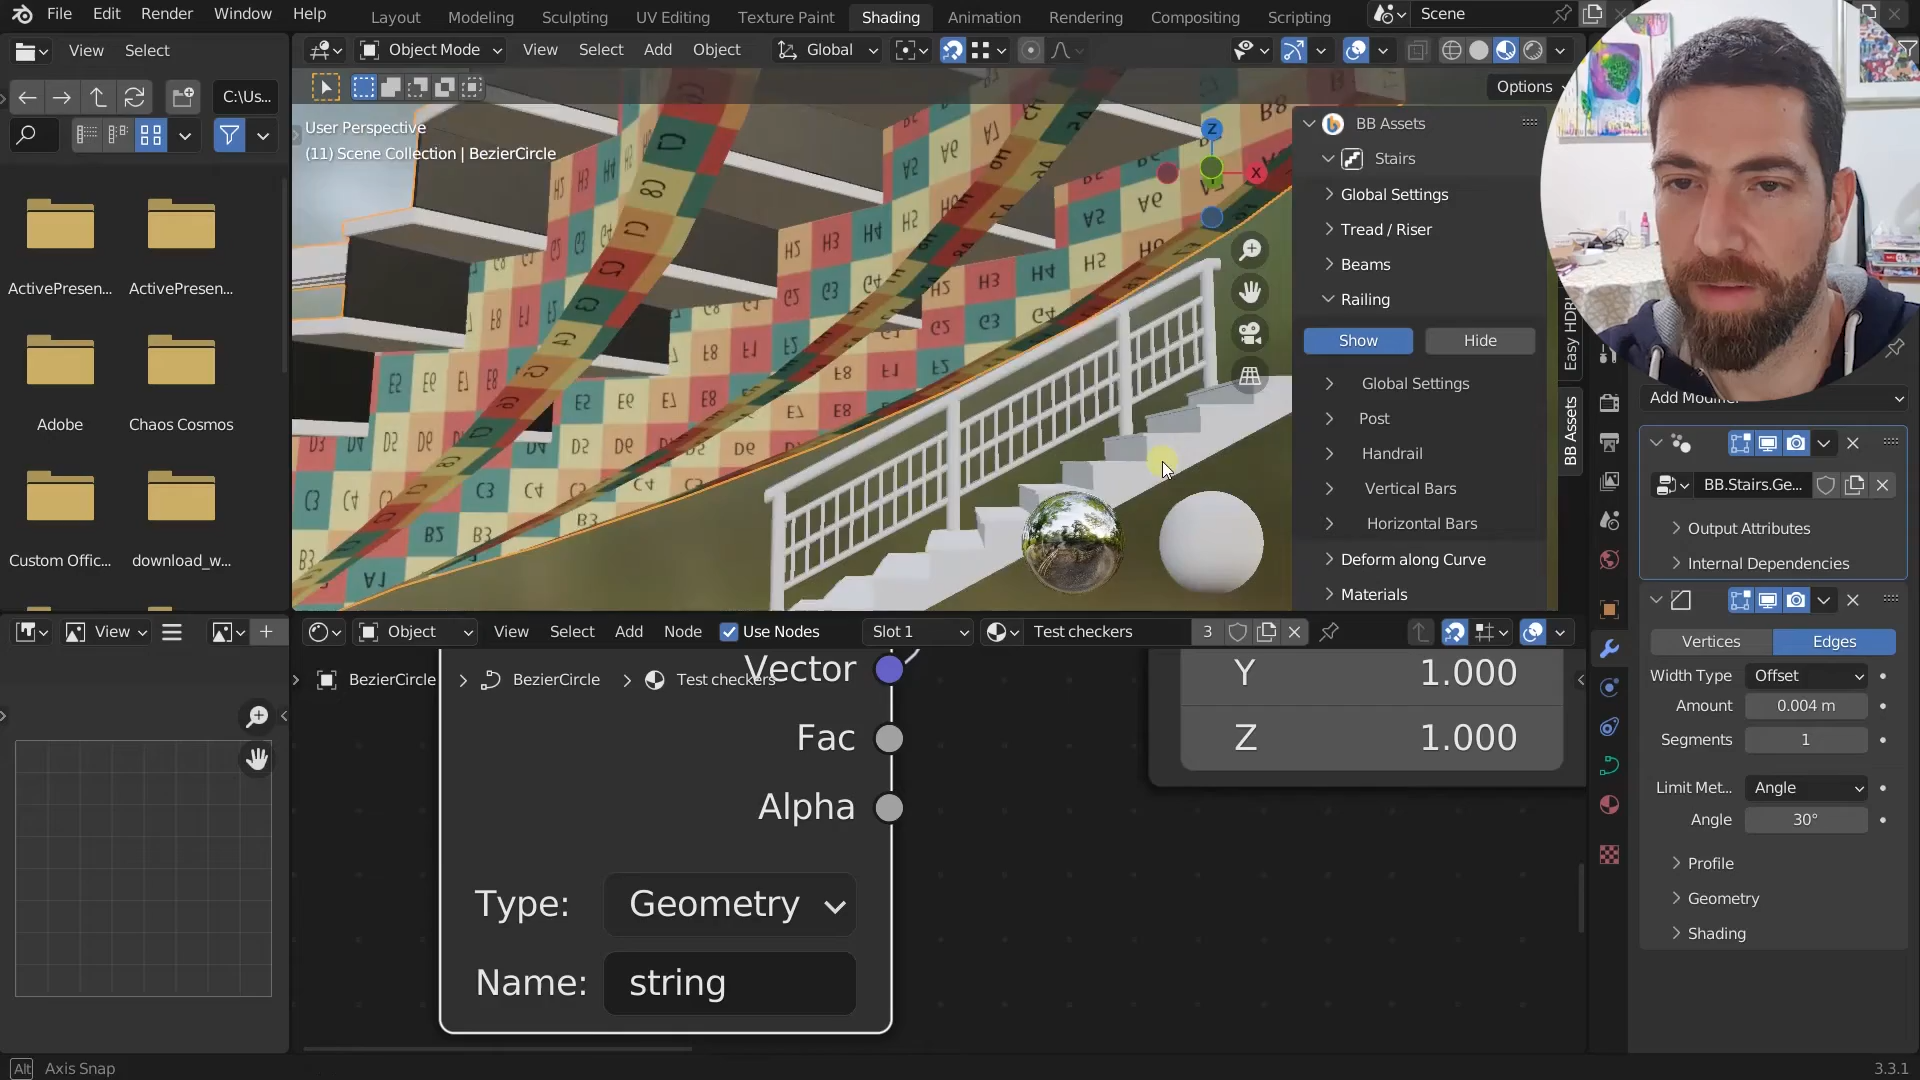 File Edit Render Window Help
Layout Modeling Sculpting UV Editing Texture Paint Shading Animation Rendering Compositing Scripting
Scene
View Select
Object Mode View Select Add Object Global
C:\Us...
Options
User Perspective
(11) Scene Collection | BezierCircle
Z
X
ActivePresen... ActivePresen...
Adobe Chaos Cosmos
Custom Offic... download_w...
BB Assets
Stairs
Global Settings
Tread / Riser
Beams
Railing
Show Hide
Global Settings
Post
Handrail
Vertical Bars
Horizontal Bars
Deform along Curve
Materials
Easy HDRI
BB Assets
Add Modifier
BB.Stairs.Ge...
Output Attributes
Internal Dependencies
Vertices Edges
Width Type Offset
Amount 0.004 m
Segments 1
Limit Met... Angle
Angle 30°
Profile
Geometry
Shading
View
Object View Select Add Node Use Nodes Slot 1 Test checkers 3
BezierCircle BezierCircle Test checkers
Vector
Fac
Alpha
Type: Geometry
Name: string
Y 1.000
Z 1.000
Alt Axis Snap
3.3.1